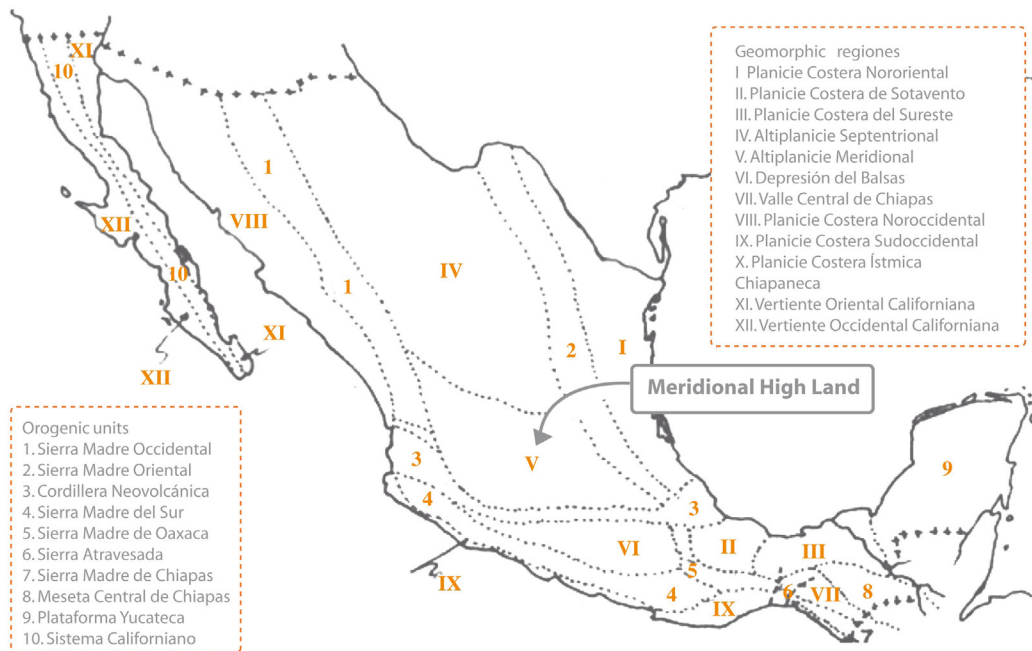 XI
10
Geomorphic regiones
I Planicie Costera Nororiental
II. Planicie Costera de Sotavento
III. Planicie Costera del Sureste
IV. Altiplanicie Septentrional
V. Altiplanicie Meridional
VI. Depresión del Balsas
VII. Valle Central de Chiapas
VIII. Planicie Costera Noroccidental
IX. Planicie Costera Sudoccidental
X. Planicie Costera Ístmica
Chiapaneca
XI. Vertiente Oriental Californiana
XII. Vertiente Occidental Californiana
1
XII
VIII
IV
10
1
XI
2
I
XII
Meridional High Land
Orogenic units
1. Sierra Madre Occidental
2. Sierra Madre Oriental
3. Cordillera Neovolcánica
4. Sierra Madre del Sur
5. Sierra Madre de Oaxaca
6. Sierra Atravesada
7. Sierra Madre de Chiapas
8. Meseta Central de Chiapas
9. Plataforma Yucateca
10. Sistema Californiano
3
V
9
4
3
VI
II
III
IX
5
4
IX
6
VII
8
7